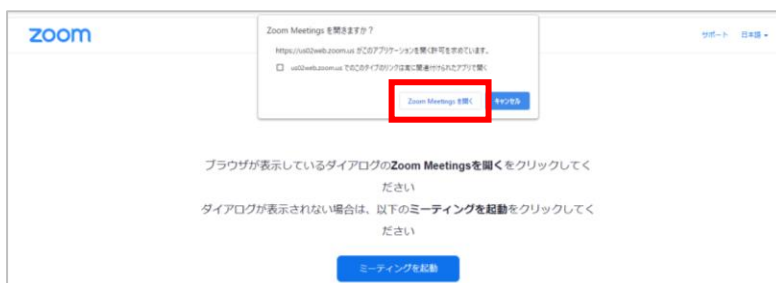 zoom
Zoom Meetings を開きますか？
https://us02web.zoom.us がこのアプリケーションを開く許可を求めています。
us02web.zoom.us でこのタイプのリンクは常に関連付けられたアプリで開く
Zoom Meetings を開く キャンセル
サポート 日本語
ブラウザが表示しているダイアログのZoom Meetingsを開くをクリックしてく
ださい
ダイアログが表示されない場合は、以下のミーティングを起動をクリックしてく
ださい
ミーティングを起動